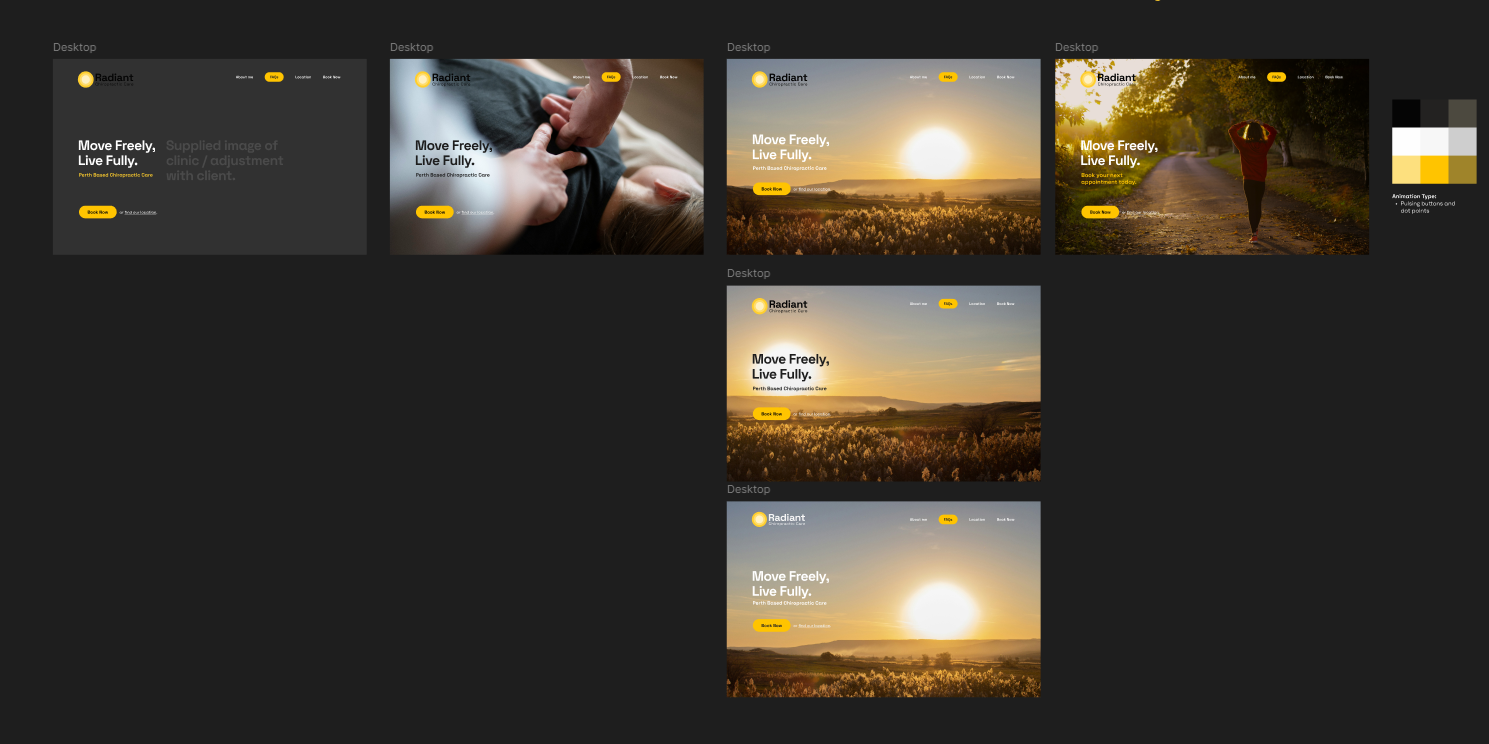 Desktop
Radiant
Chiropractic Care
About me
FAQs
Location
Book Now
Move Freely,
Live Fully.
Perth Based Chiropractic Care
Supplied image of
clinic / adjustment
with client.
Book Now
or find our location.
Desktop
Radiant
Chiropractic Care
About me
FAQs
Location
Book Now
Move Freely,
Live Fully.
Perth Based Chiropractic Care
Book Now
or find our location.
Desktop
Radiant
Chiropractic Care
About me
FAQs
Location
Book Now
Move Freely,
Live Fully.
Perth Based Chiropractic Care
Book Now
or find our location.
Desktop
Radiant
Chiropractic Care
About me
FAQs
Location
Book Now
Move Freely,
Live Fully.
Book your next
appointment today.
Book Now
or find our location.
Animation Type:
• Pulsing buttons and
dot points
Desktop
Radiant
Chiropractic Care
About me
FAQs
Location
Book Now
Move Freely,
Live Fully.
Perth Based Chiropractic Care
Book Now
or find our location.
Desktop
Radiant
Chiropractic Care
About me
FAQs
Location
Book Now
Move Freely,
Live Fully.
Perth Based Chiropractic Care
Book Now
or find our location.